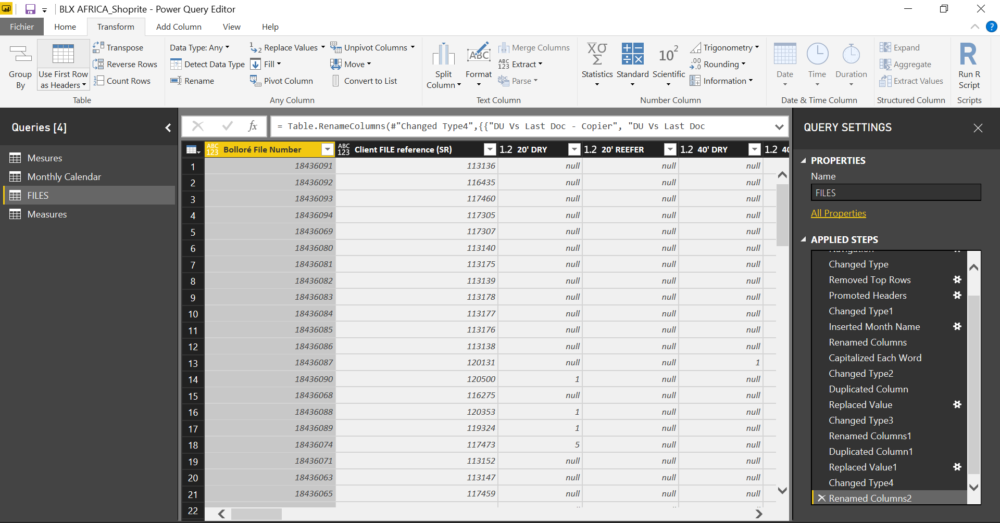 BLX AFRICA_Shoprite - Power Query Editor
Fichier Home Transform Add Column View Help
Group By
Use First Row as Headers
Transpose
Reverse Rows
Count Rows
Table
Data Type: Any
Detect Data Type
Rename
Replace Values
Fill
Pivot Column
Unpivot Columns
Move
Convert to List
Any Column
Split Column
Format
Merge Columns
Extract
Parse
Text Column
Statistics
Standard
Scientific
Trigonometry
Rounding
Information
Number Column
Date
Time
Duration
Date & Time Column
Expand
Aggregate
Extract Values
Structured Column
Run R Script
Scripts
Queries [4]
Mesures
Monthly Calendar
FILES
Measures
fx
= Table.RenameColumns(#"Changed Type4",{{"DU Vs Last Doc - Copier", "DU Vs Last Doc
ABC 123 Bolloré File Number ABC 123 Client FILE reference (SR) 1.2 20' DRY 1.2 20' REEFER 1.2 40' DRY 1.2 40
1 18436091 113136 null null null
2 18436092 116435 null null null
3 18436093 117460 null null null
4 18436094 117305 null null null
5 18436069 117307 null null null
6 18436080 113140 null null null
7 18436081 113175 null null null
8 18436082 113139 null null null
9 18436083 113178 null null null
10 18436084 113177 null null null
11 18436085 113176 null null null
12 18436086 113138 null null null
13 18436087 120131 null null 1
14 18436090 120500 1 null null
15 18436068 116275 null null null
16 18436088 120353 1 null null
17 18436089 119324 1 null null
18 18436074 117473 5 null null
19 18436071 113152 null null null
20 18436063 113147 null null null
21 18436065 117459 null null null
22
QUERY SETTINGS
PROPERTIES
Name
FILES
All Properties
APPLIED STEPS
Navigation
Changed Type
Removed Top Rows
Promoted Headers
Changed Type1
Inserted Month Name
Renamed Columns
Capitalized Each Word
Changed Type2
Duplicated Column
Replaced Value
Changed Type3
Renamed Columns1
Duplicated Column1
Replaced Value1
Changed Type4
Renamed Columns2